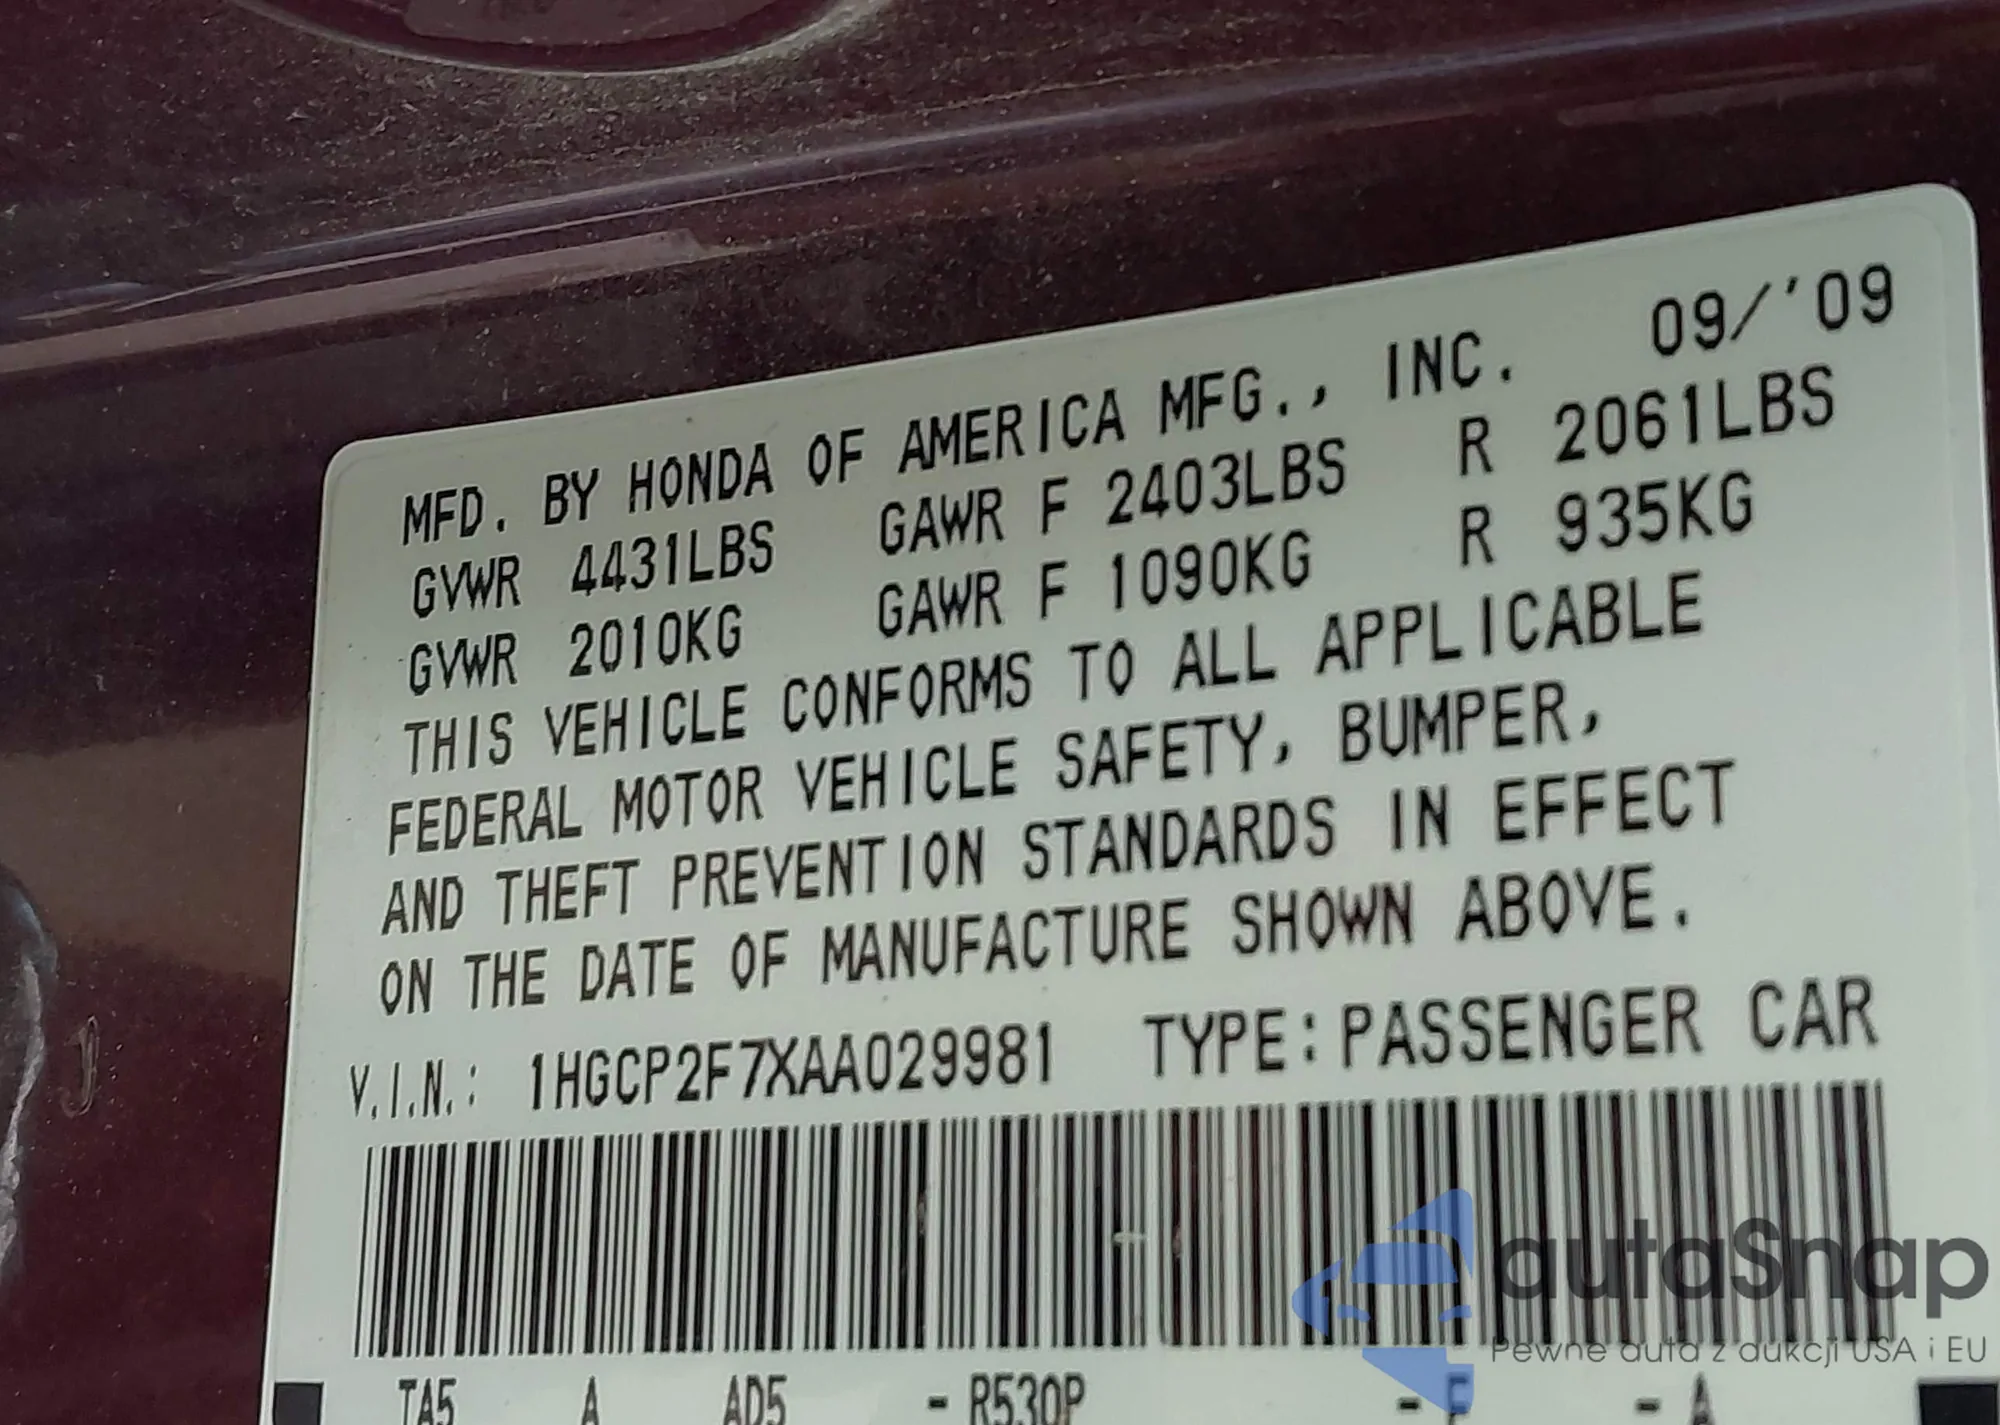 MFD. BY HONDA OF AMERICA MFG., INC. 09/'09
GVWR 4431LBS GAWR F 2403LBS R 2061LBS
GVWR 2010KG GAWR F 1090KG R 935KG
THIS VEHICLE CONFORMS TO ALL APPLICABLE
FEDERAL MOTOR VEHICLE SAFETY, BUMPER,
AND THEFT PREVENTION STANDARDS IN EFFECT
ON THE DATE OF MANUFACTURE SHOWN ABOVE.
V.I.N.: 1HGCP2F7XAA029981 TYPE:PASSENGER CAR
autaSnap
Pewne auta z aukcji USA i EU
TA5 A AD5 - R530P - F - A